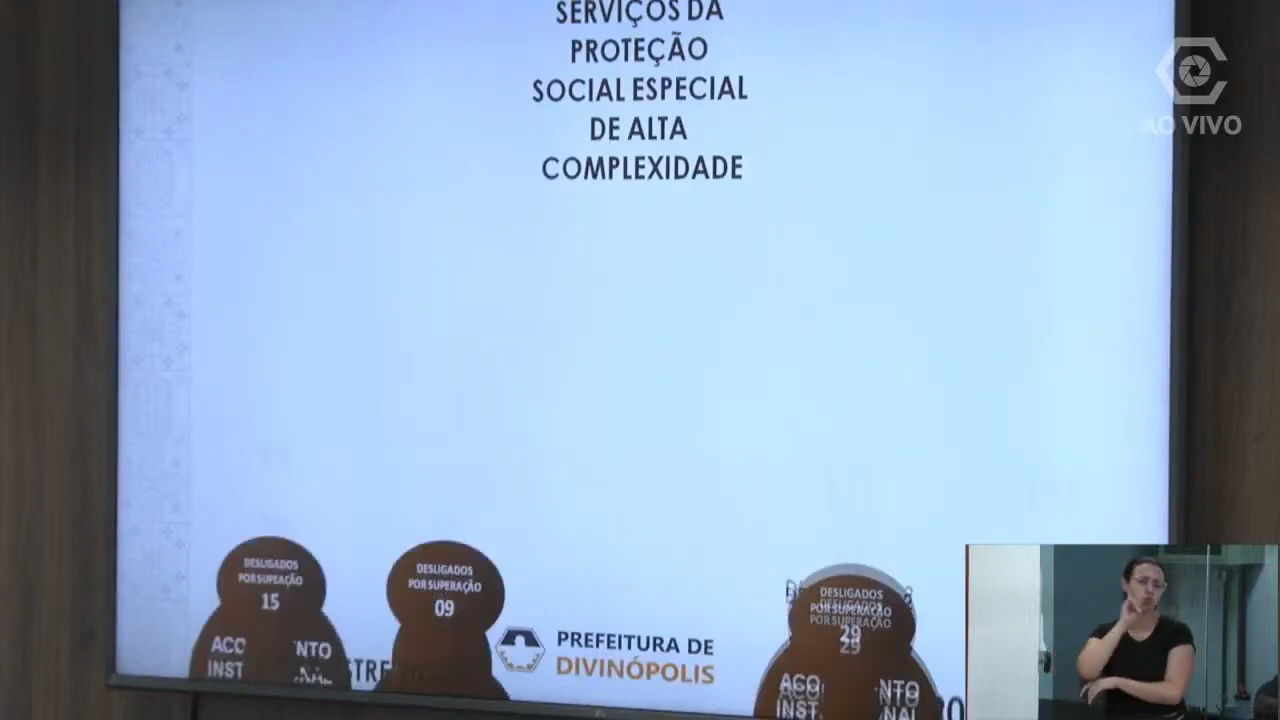 SERVIÇOS DA
PROTEÇÃO
SOCIAL ESPECIAL
DE ALTA
COMPLEXIDADE
AO VIVO
DESLIGADOS
POR SUPEAÇÃO
15
DESLIGADOS
POR SUPERAÇÃO
09
DESLIGADOS
POR SUPERAÇÃO
29
PREFEITURA DE
DIVINÓPOLIS